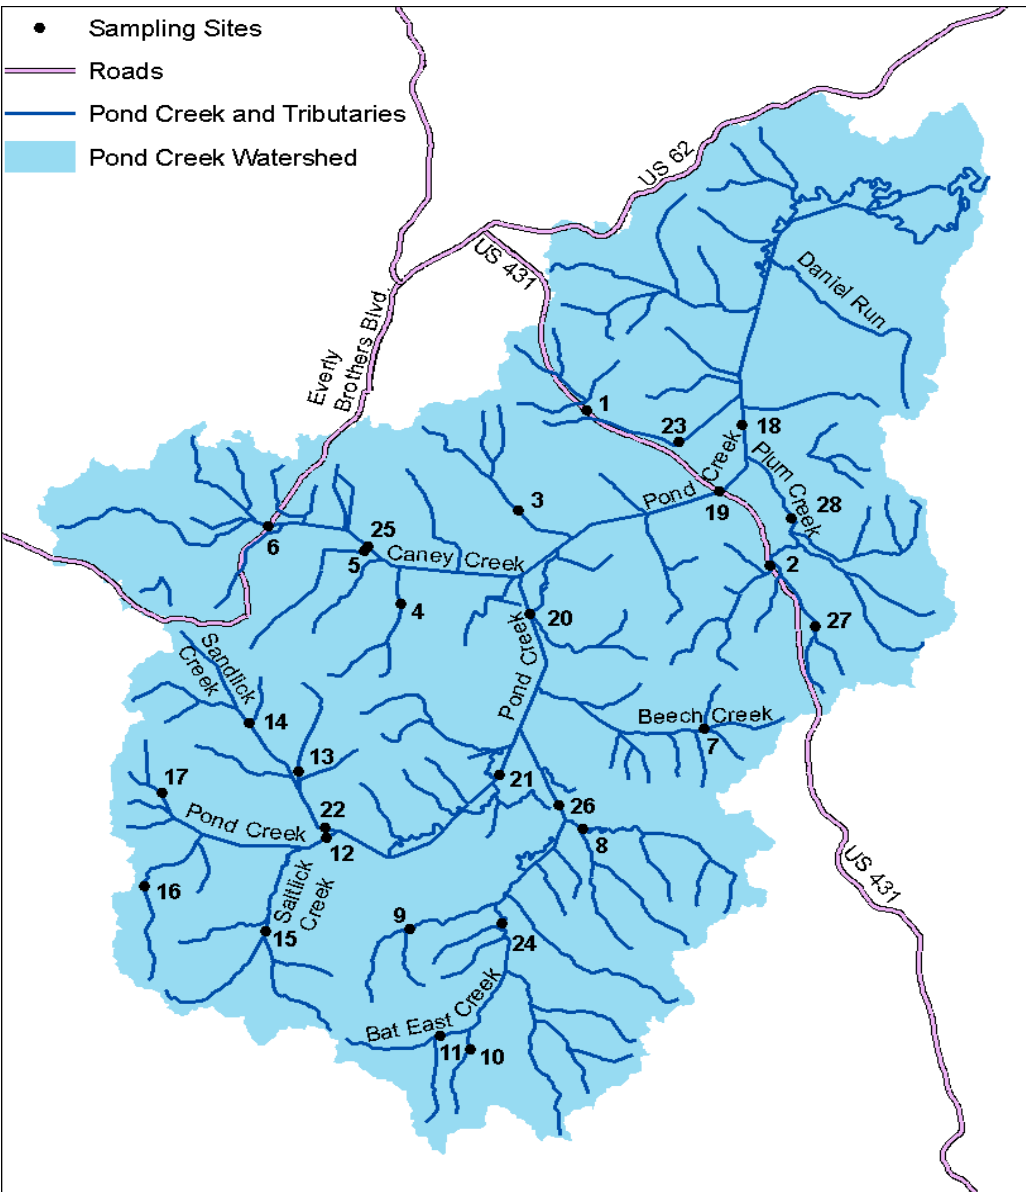 Sampling Sites
Roads
Pond Creek and Tributaries
Pond Creek Watershed
US 62
US 431
Daniel Run
Everly
Brothers Blvd.
1
23
18
Pond Creek
Plum Creek
3
19
28
6
25
5
Caney Creek
2
4
20
27
Sandlick
Creek
Pond Creek
14
Beech Creek
7
13
17
21
26
22
Pond Creek
12
8
US 431
16
Saltlick
Creek
9
15
24
Bat East Creek
11
10